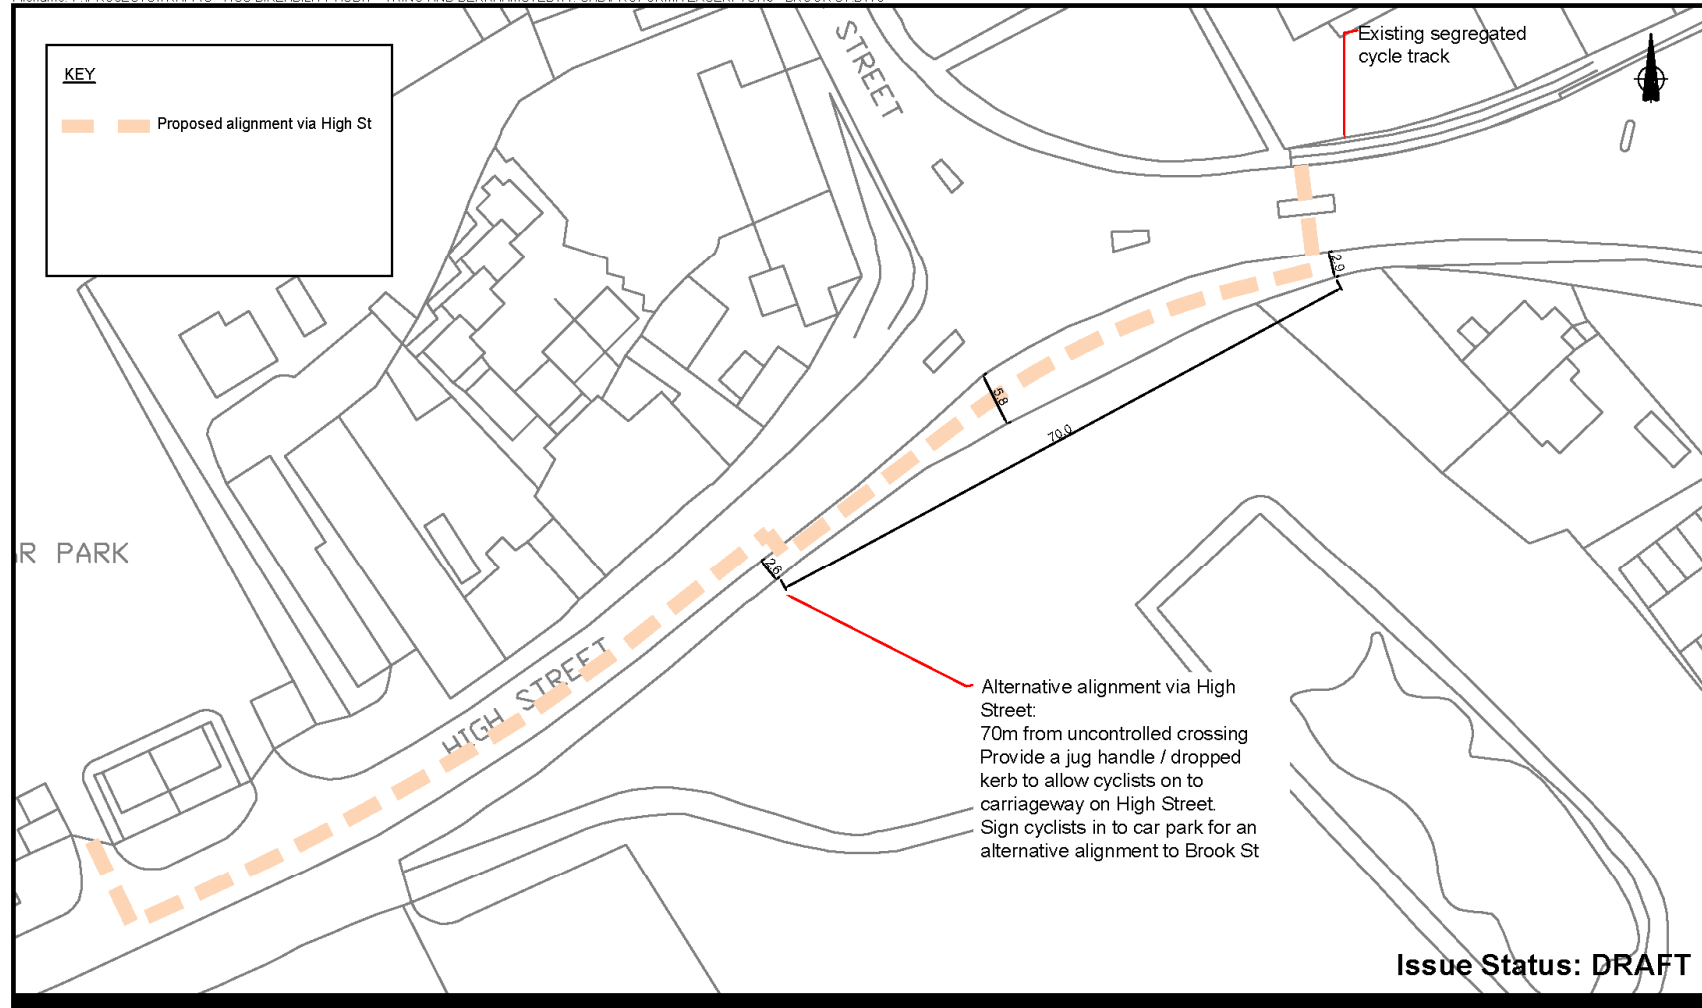 KEY
Proposed alignment via High St
STREET
Existing segregated
cycle track
2.9
5.8
70.0
2.6
R PARK
HIGH STREET
Alternative alignment via High
Street:
70m from uncontrolled crossing
Provide a jug handle / dropped
kerb to allow cyclists on to
carriageway on High Street.
Sign cyclists in to car park for an
alternative alignment to Brook St
Issue Status: DRAFT